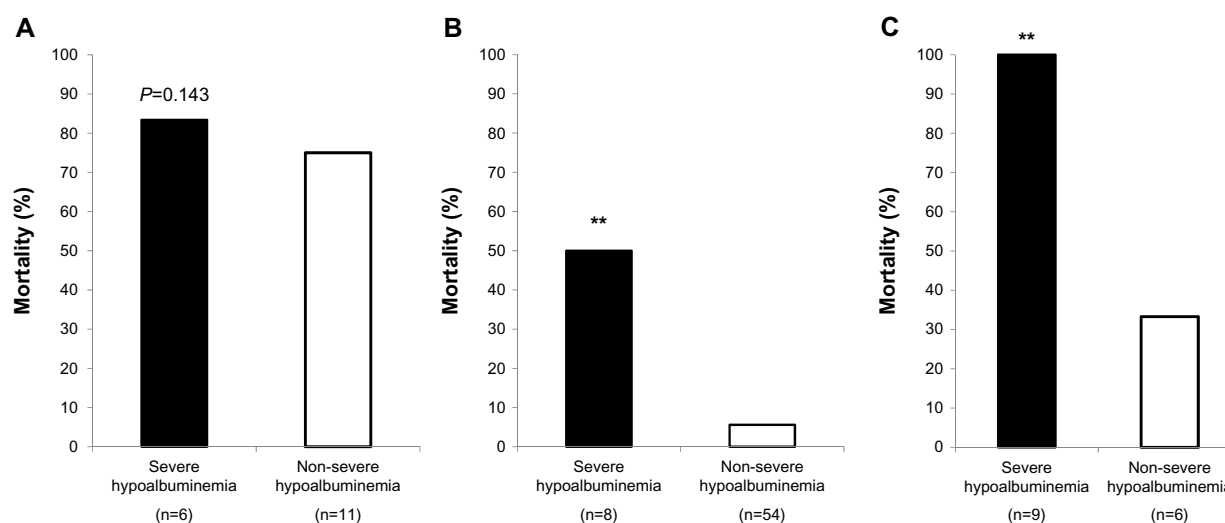 A
Mortality (%)
100
90
80
70
60
50
40
30
20
10
0
P=0.143
Severe
hypoalbuminemia
(n=6)
Non-severe
hypoalbuminemia
(n=11)
B
Mortality (%)
100
90
80
70
60
50
40
30
20
10
0
**
Severe
hypoalbuminemia
(n=8)
Non-severe
hypoalbuminemia
(n=54)
C
Mortality (%)
100
90
80
70
60
50
40
30
20
10
0
**
Severe
hypoalbuminemia
(n=9)
Non-severe
hypoalbuminemia
(n=6)